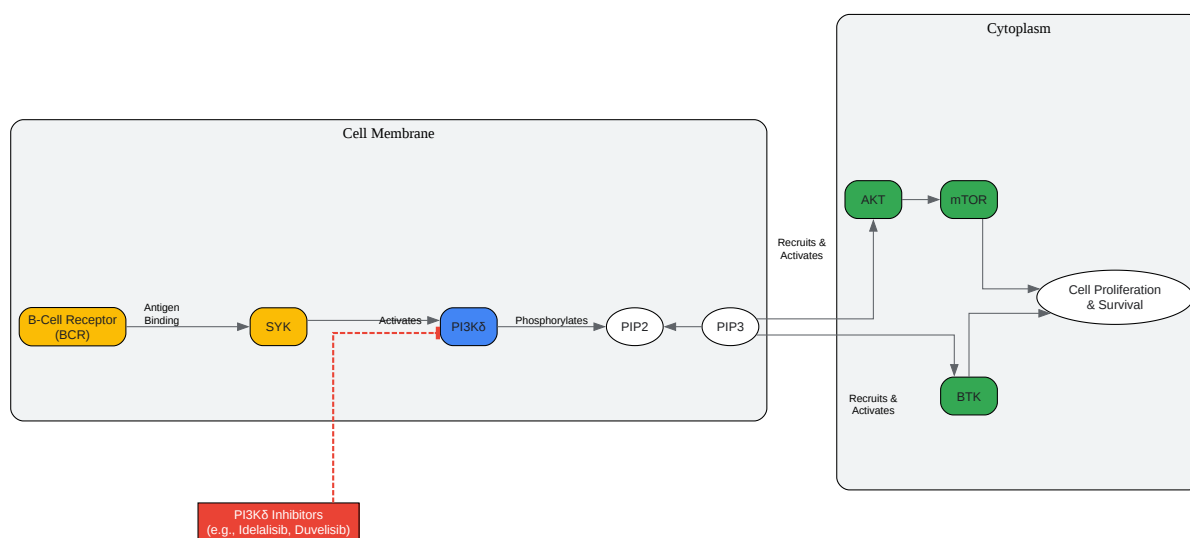 Cytoplasm
Cell Membrane
AKT
mTOR
Recruits &
Activates
B-Cell Receptor
(BCR)
Antigen
Binding
SYK
Activates
PI3Kδ
Phosphorylates
PIP2
PIP3
Cell Proliferation
& Survival
Recruits &
Activates
BTK
PI3Kδ Inhibitors
(e.g., Idelalisib, Duvelisib)